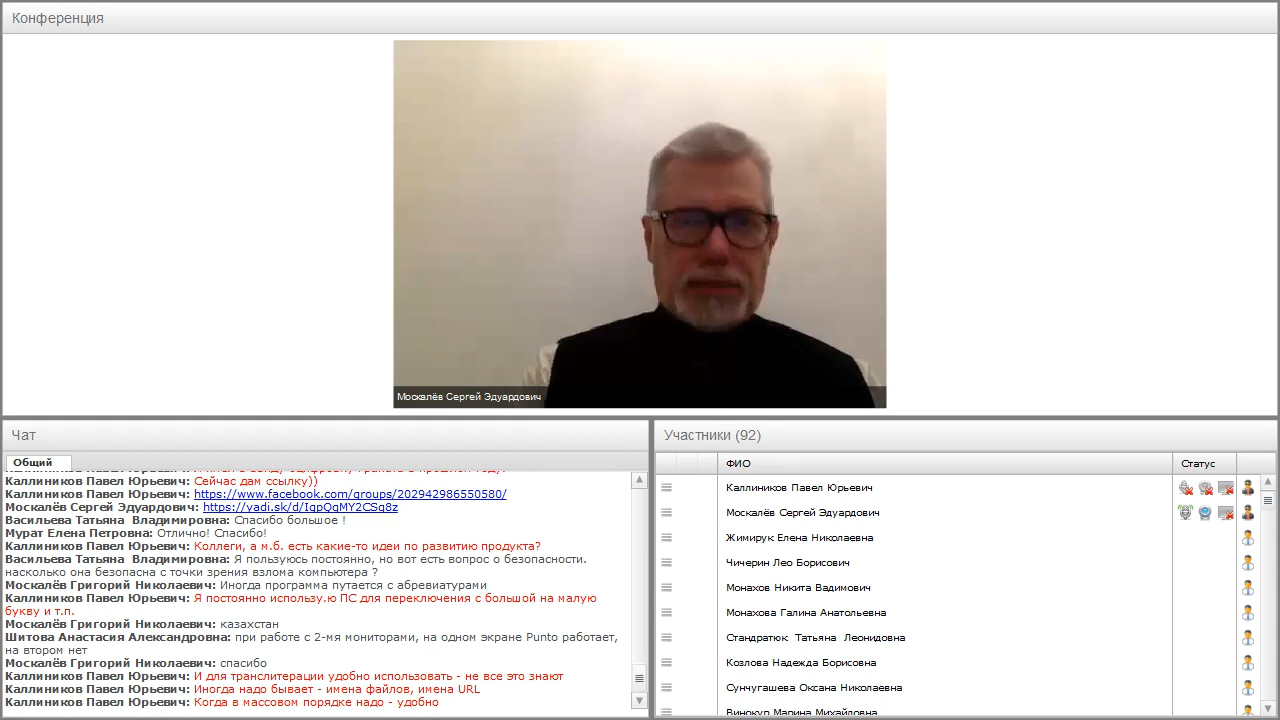 Конференция
Москалёв Сергей Эдуардович
Чат
Общий
Каллиников Павел Юрьевич: Сейчас дам ссылку))
Каллиников Павел Юрьевич: https://www.facebook.com/groups/202942986550580/
Москалёв Сергей Эдуардович: https://yadi.sk/d/IqpOqMY2CSq8z
Васильева Татьяна Владимировна: Спасибо большое !
Мурат Елена Петровна: Отлично! Спасибо!
Каллиников Павел Юрьевич: Коллеги, а м.б. есть какие-то идеи по развитию продукта?
Васильева Татьяна Владимировна: Я пользуюсь постоянно, но вот есть вопрос о безопасности.
насколько она безопасна с точки зрения взлома компьютера ?
Москалёв Григорий Николаевич: Иногда программа путается с абревиатурами
Каллиников Павел Юрьевич: Я постоянно использу.ю ПС для переключения с большой на малую
букву и т.п.
Москалёв Григорий Николаевич: казахстан
Шитова Анастасия Александровна: при работе с 2-мя мониторами, на одном экране Punto работает,
на втором нет
Москалёв Григорий Николаевич: спасибо
Каллиников Павел Юрьевич: И для транслитерации удобно использовать - не все это знают
Каллиников Павел Юрьевич: Иногда надо бывает - имена файлов, имена URL
Каллиников Павел Юрьевич: Когда в массовом порядке надо - удобно
Участники (92)
ФИО Статус
Каллиников Павел Юрьевич
Москалёв Сергей Эдуардович
Жижирук Елена Николаевна
Чичерин Лео Борисович
Монахов Никита Вадимович
Монахова Галина Анатольевна
Стандратюк Татьяна Леонидовна
Козлова Надежда Борисовна
Сунчугашева Оксана Николаевна
Винокур Марина Михайловна